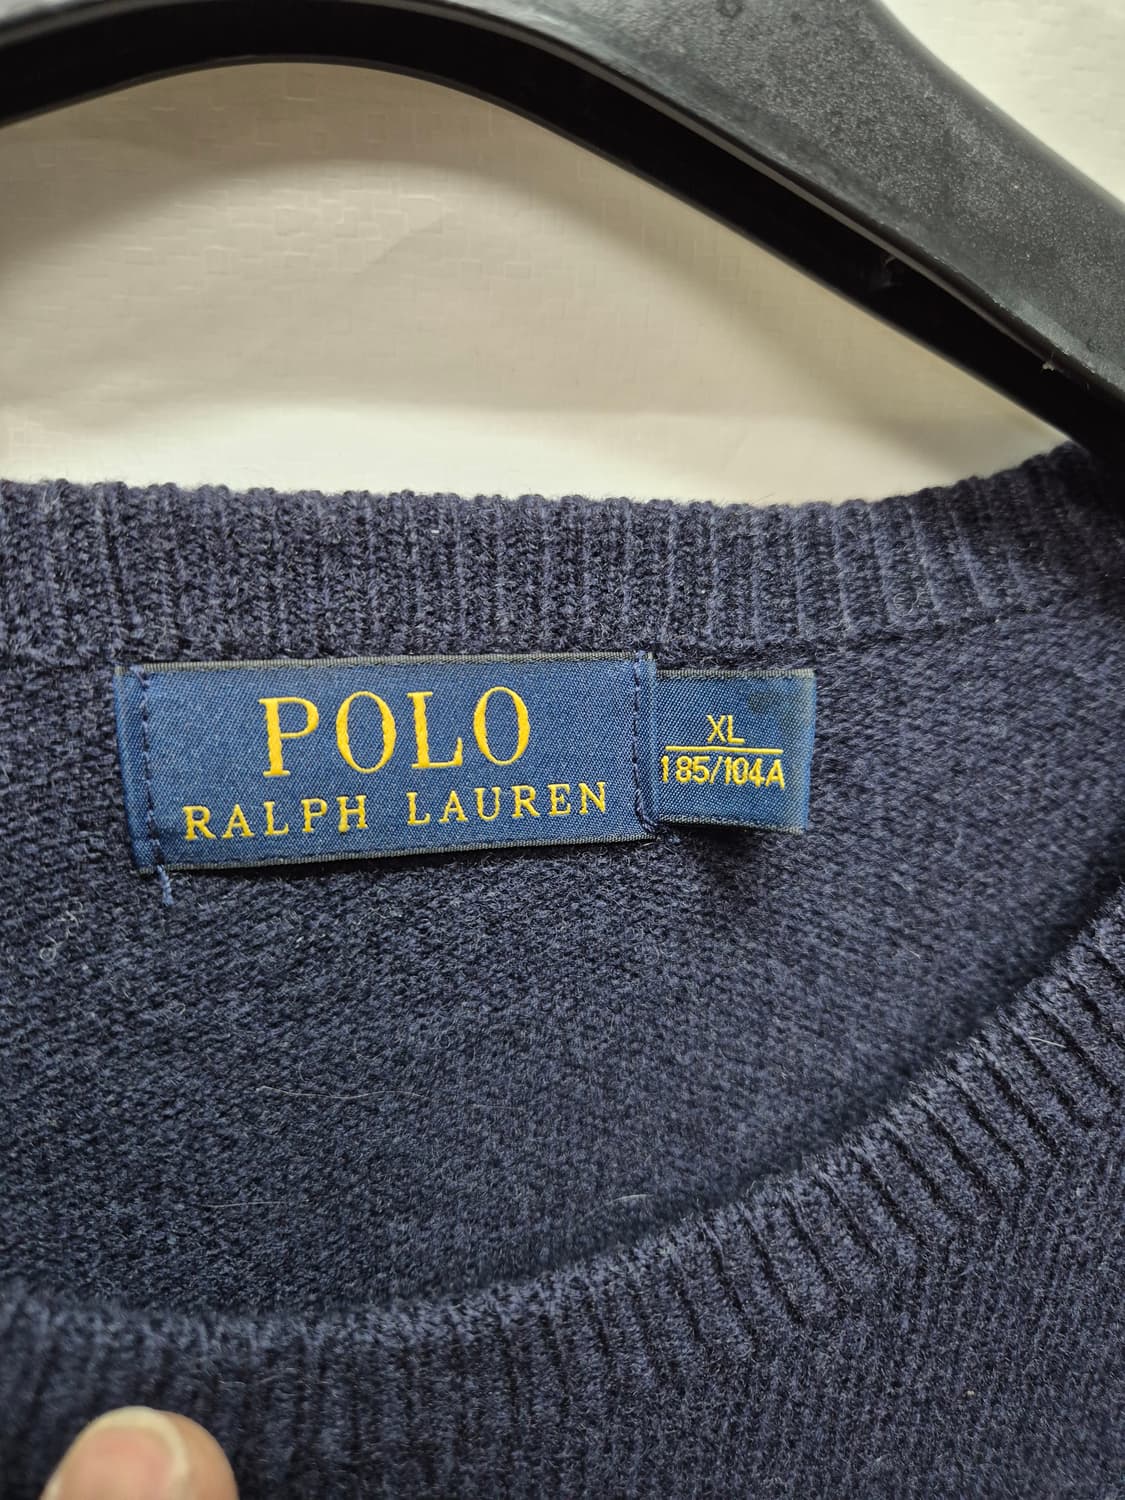 POLO
RALPH LAUREN
XL
185/104A